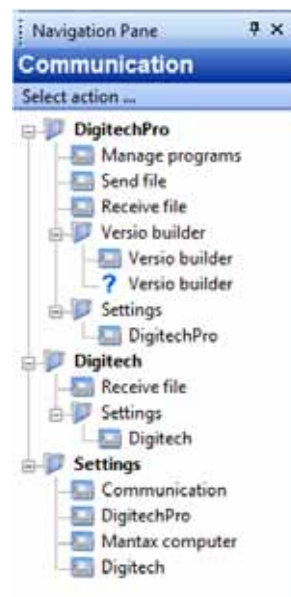 Navigation Pane
Communication
Select action ...
DigitechPro
Manage programs
Send file
Receive file
Versio builder
Versio builder
? Versio builder
Settings
DigitechPro
Digitech
Receive file
Settings
Digitech
Settings
Communication
DigitechPro
Mantax computer
Digitech